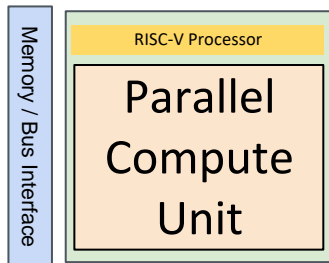 Memory / Bus Interface
RISC-V Processor
Parallel
Compute
Unit